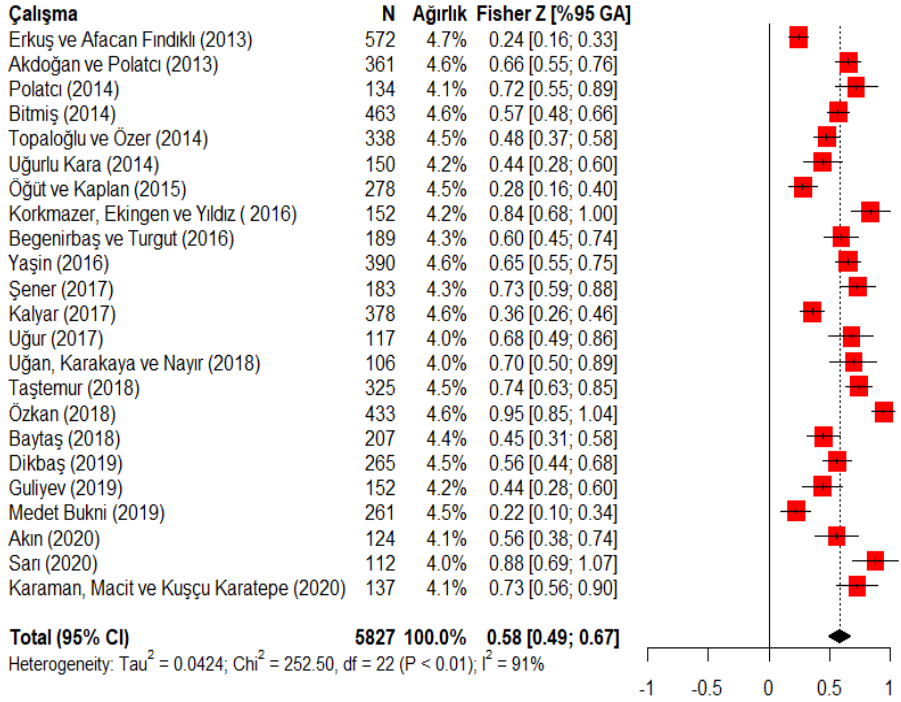 Çalışma N Ağırlık Fisher Z [%95 GA]
Erkuş ve Afacan Fındıklı (2013) 572 4.7% 0.24 [0.16; 0.33]
Akdoğan ve Polatcı (2013) 361 4.6% 0.66 [0.55; 0.76]
Polatcı (2014) 134 4.1% 0.72 [0.55; 0.89]
Bitmiş (2014) 463 4.6% 0.57 [0.48; 0.66]
Topaloğlu ve Özer (2014) 338 4.5% 0.48 [0.37; 0.58]
Uğurlu Kara (2014) 150 4.2% 0.44 [0.28; 0.60]
Öğüt ve Kaplan (2015) 278 4.5% 0.28 [0.16; 0.40]
Korkmazer, Ekingen ve Yıldız ( 2016) 152 4.2% 0.84 [0.68; 1.00]
Begenirbaş ve Turgut (2016) 189 4.3% 0.60 [0.45; 0.74]
Yaşin (2016) 390 4.6% 0.65 [0.55; 0.75]
Şener (2017) 183 4.3% 0.73 [0.59; 0.88]
Kalyar (2017) 378 4.6% 0.36 [0.26; 0.46]
Uğur (2017) 117 4.0% 0.68 [0.49; 0.86]
Uğan, Karakaya ve Nayır (2018) 106 4.0% 0.70 [0.50; 0.89]
Taştemur (2018) 325 4.5% 0.74 [0.63; 0.85]
Özkan (2018) 433 4.6% 0.95 [0.85; 1.04]
Baytaş (2018) 207 4.4% 0.45 [0.31; 0.58]
Dikbaş (2019) 265 4.5% 0.56 [0.44; 0.68]
Guliyev (2019) 152 4.2% 0.44 [0.28; 0.60]
Medet Bukni (2019) 261 4.5% 0.22 [0.10; 0.34]
Akın (2020) 124 4.1% 0.56 [0.38; 0.74]
Sarı (2020) 112 4.0% 0.88 [0.69; 1.07]
Karaman, Macit ve Kuşçu Karatepe (2020) 137 4.1% 0.73 [0.56; 0.90]
Total (95% CI) 5827 100.0% 0.58 [0.49; 0.67]
Heterogeneity: Tau² = 0.0424; Chi² = 252.50, df = 22 (P < 0.01); I² = 91%
-1 -0.5 0 0.5 1